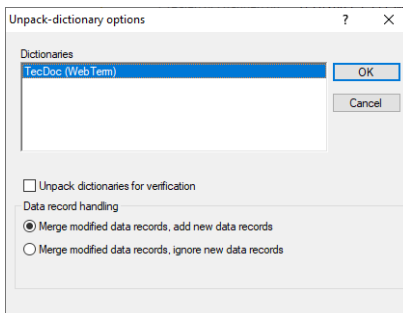 Unpack-dictionary options
Dictionaries
TecDoc (WebTerm)
OK
Cancel
Unpack dictionaries for verification
Data record handling
Merge modified data records, add new data records
Merge modified data records, ignore new data records